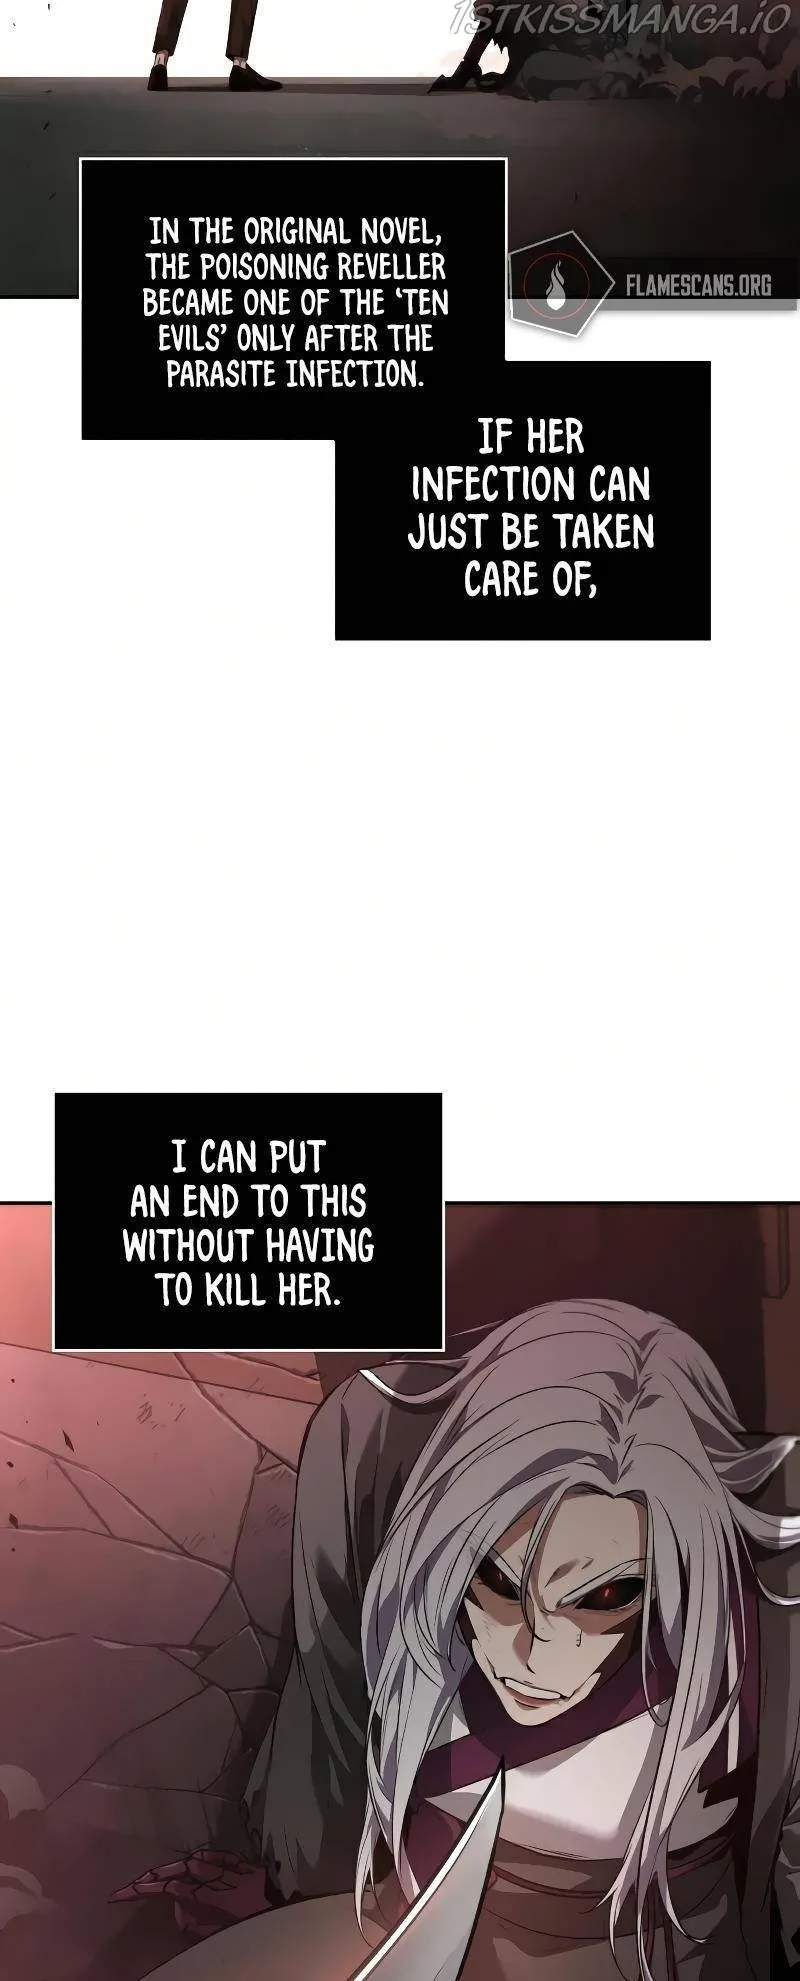 1STKISSMANGA.IO
IN THE ORIGINAL NOVEL,
THE POISONING REVELLER
BECAME ONE OF THE ‘TEN
EVILS’ ONLY AFTER THE
PARASITE INFECTION.
FLAMESCANS.ORG
IF HER
INFECTION CAN
JUST BE TAKEN
CARE OF,
I CAN PUT
AN END TO THIS
WITHOUT HAVING
TO KILL HER.